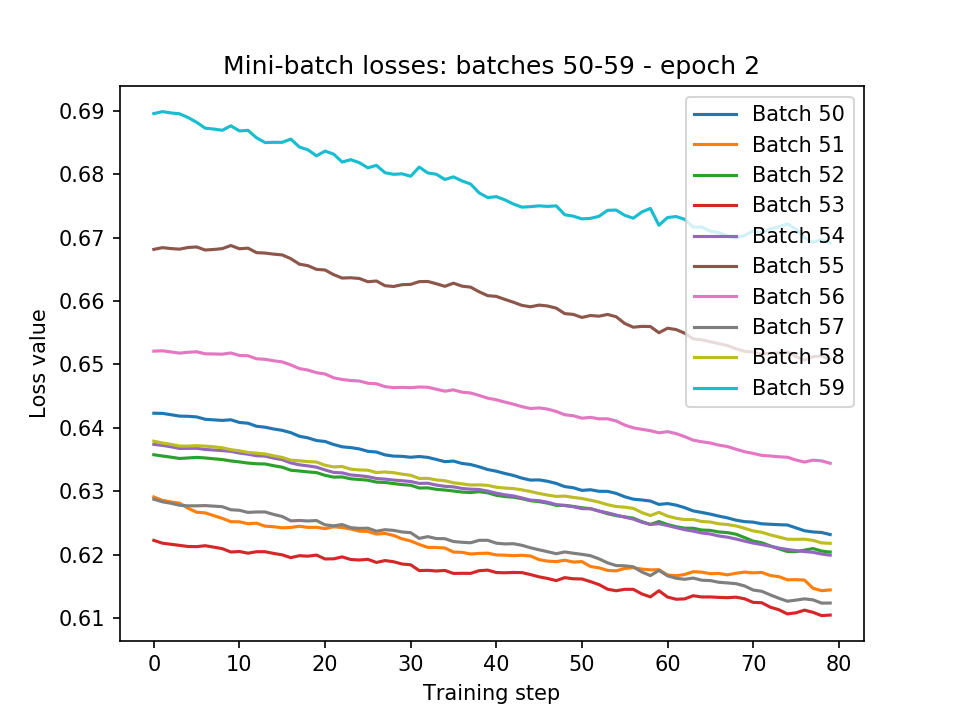 Mini-batch losses: batches 50-59 - epoch 2
0.69
0.68
0.67
0.66
0.65
0.64
0.63
0.62
0.61
Loss value
0 10 20 30 40 50 60 70 80
Training step
Batch 50
Batch 51
Batch 52
Batch 53
Batch 54
Batch 55
Batch 56
Batch 57
Batch 58
Batch 59